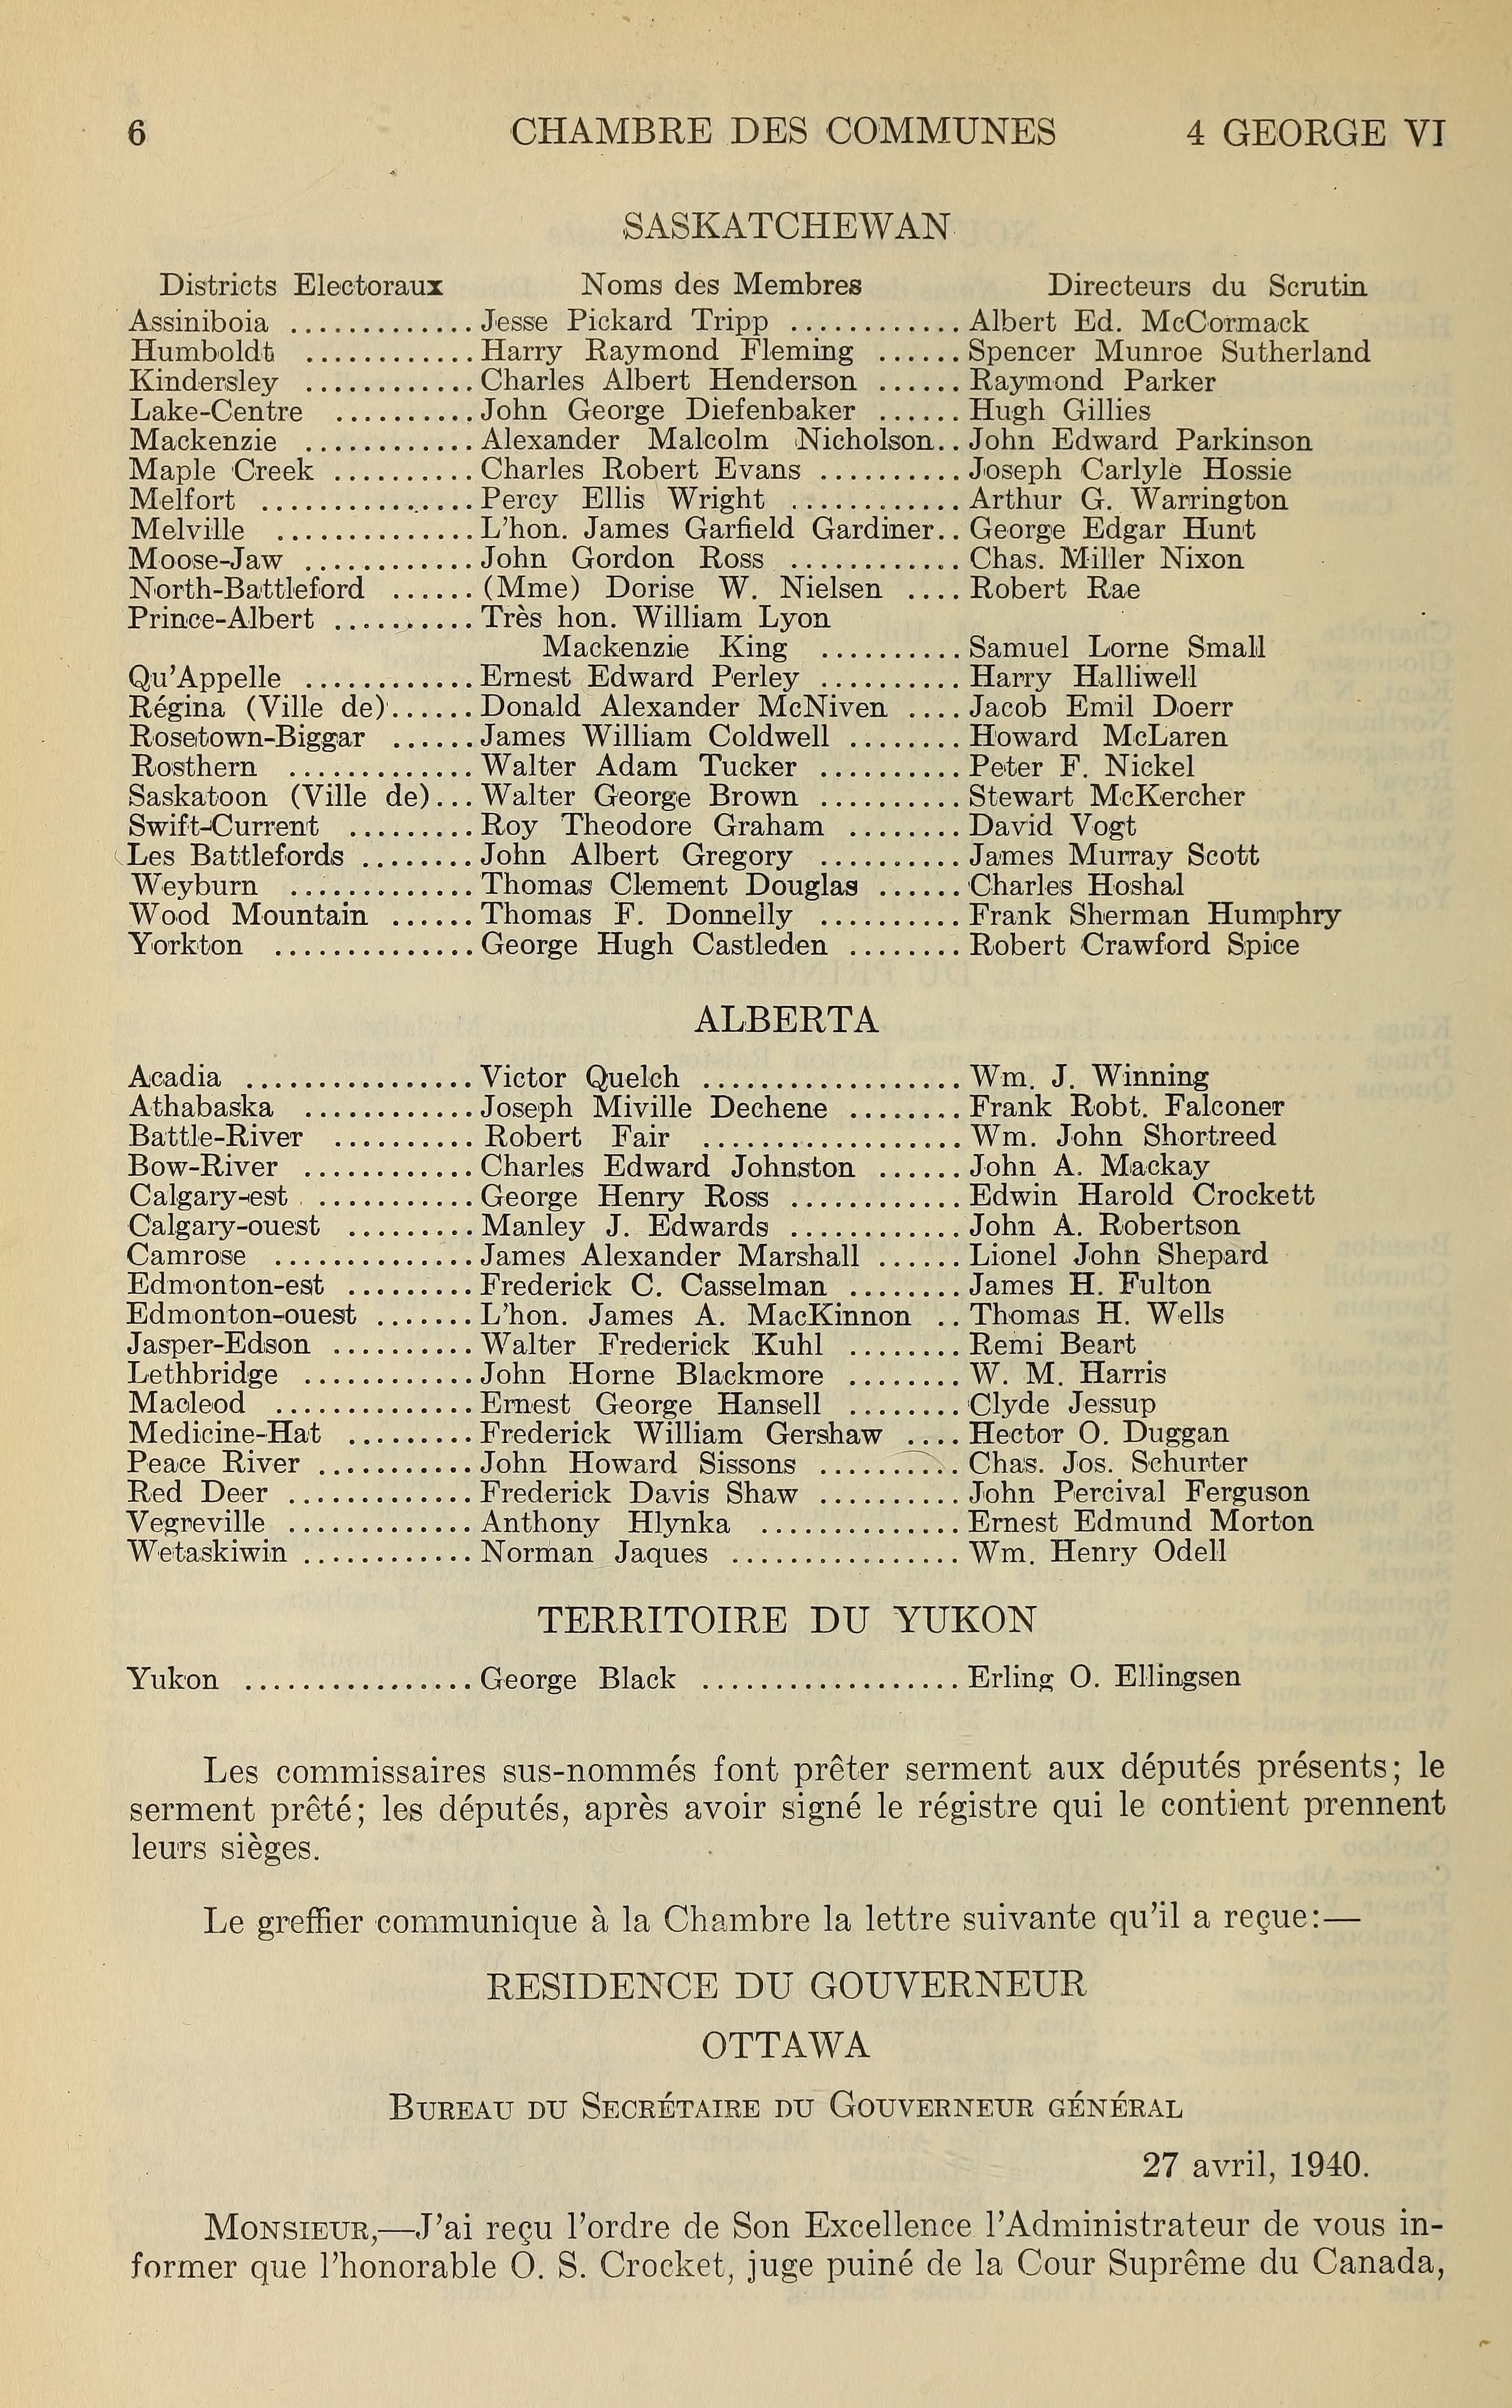 6 CHAMBRE DES COMMUNES 4 GEORGE VI
SASKATCHEWAN
Districts Electoraux Noms des Membres Directeurs du Scrutin
Assiniboia ............. Jesse Pickard Tripp ............ Albert Ed. McCormack
Humboldt ............ Harry Raymond Fleming ...... Spencer Munroe Sutherland
Kindersley ............ Charles Albert Henderson ...... Raymond Parker
Lake-Centre .......... John George Diefenbaker ...... Hugh Gillies
Mackenzie ............ Alexander Malcolm Nicholson.. John Edward Parkinson
Maple Creek .......... Charles Robert Evans .......... Joseph Carlyle Hossie
Melfort ............... Percy Ellis Wright ............ Arthur G. Warrington
Melville .............. L'hon. James Garfield Gardiner.. George Edgar Hunt
Moose-Jaw ............ John Gordon Ross ............ Chas. Miller Nixon
North-Battleford ...... (Mme) Dorise W. Nielsen .... Robert Rae
Prince-Albert .......... Très hon. William Lyon
Mackenzie King .......... Samuel Lorne Small
Qu'Appelle ............ Ernest Edward Perley .......... Harry Halliwell
Régina (Ville de)...... Donald Alexander McNiven .... Jacob Emil Doerr
Rosetown-Biggar ...... James William Coldwell ........ Howard McLaren
Rosthern ............. Walter Adam Tucker .......... Peter F. Nickel
Saskatoon (Ville de)... Walter George Brown .......... Stewart McKercher
Swift-Current ......... Roy Theodore Graham ........ David Vogt
Les Battlefords ........ John Albert Gregory .......... James Murray Scott
Weyburn ............. Thomas Clement Douglas ...... Charles Hoshal
Wood Mountain ...... Thomas F. Donnelly .......... Frank Sherman Humphry
Yorkton .............. George Hugh Castleden ........ Robert Crawford Spice
ALBERTA
Acadia ................ Victor Quelch ................... Wm. J. Winning
Athabaska ............ Joseph Miville Dechene ........ Frank Robt. Falconer
Battle-River .......... Robert Fair ................... Wm. John Shortreed
Bow-River ............ Charles Edward Johnston ...... John A. Mackay
Calgary-est ........... George Henry Ross ............ Edwin Harold Crockett
Calgary-ouest ......... Manley J. Edwards ............ John A. Robertson
Camrose .............. James Alexander Marshall ...... Lionel John Shepard
Edmonton-est ......... Frederick C. Casselman ........ James H. Fulton
Edmonton-ouest ....... L'hon. James A. MacKinnon .. Thomas H. Wells
Jasper-Edson .......... Walter Frederick Kuhl ........ Remi Beart
Lethbridge ............ John Horne Blackmore ........ W. M. Harris
Macleod .............. Ernest George Hansell ........ Clyde Jessup
Medicine-Hat ......... Frederick William Gershaw .... Hector O. Duggan
Peace River ........... John Howard Sissons .......... Chas. Jos. Schurter
Red Deer ............. Frederick Davis Shaw .......... John Percival Ferguson
Vegreville ............. Anthony Hlynka .............. Ernest Edmund Morton
Wetaskiwin ............ Norman Jaques ................ Wm. Henry Odell
TERRITOIRE DU YUKON
Yukon ................ George Black ................... Erling O. Ellingsen
Les commissaires sus-nommés font prêter serment aux députés présents; le
serment prêté; les députés, après avoir signé le régistre qui le contient prennent
leurs sièges.
Le greffier communique à la Chambre la lettre suivante qu'il a reçue:—
RESIDENCE DU GOUVERNEUR
OTTAWA
BUREAU DU SECRÉTAIRE DU GOUVERNEUR GÉNÉRAL
27 avril, 1940.
MONSIEUR,—J'ai reçu l'ordre de Son Excellence l'Administrateur de vous in-
former que l'honorable O. S. Crocket, juge puiné de la Cour Suprême du Canada,